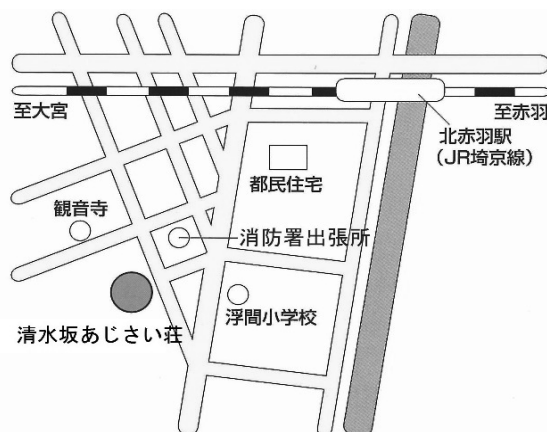 至大宮
至赤羽
北赤羽駅
(JR埼京線)
都民住宅
観音寺
消防署出張所
浮間小学校
清水坂あじさい荘